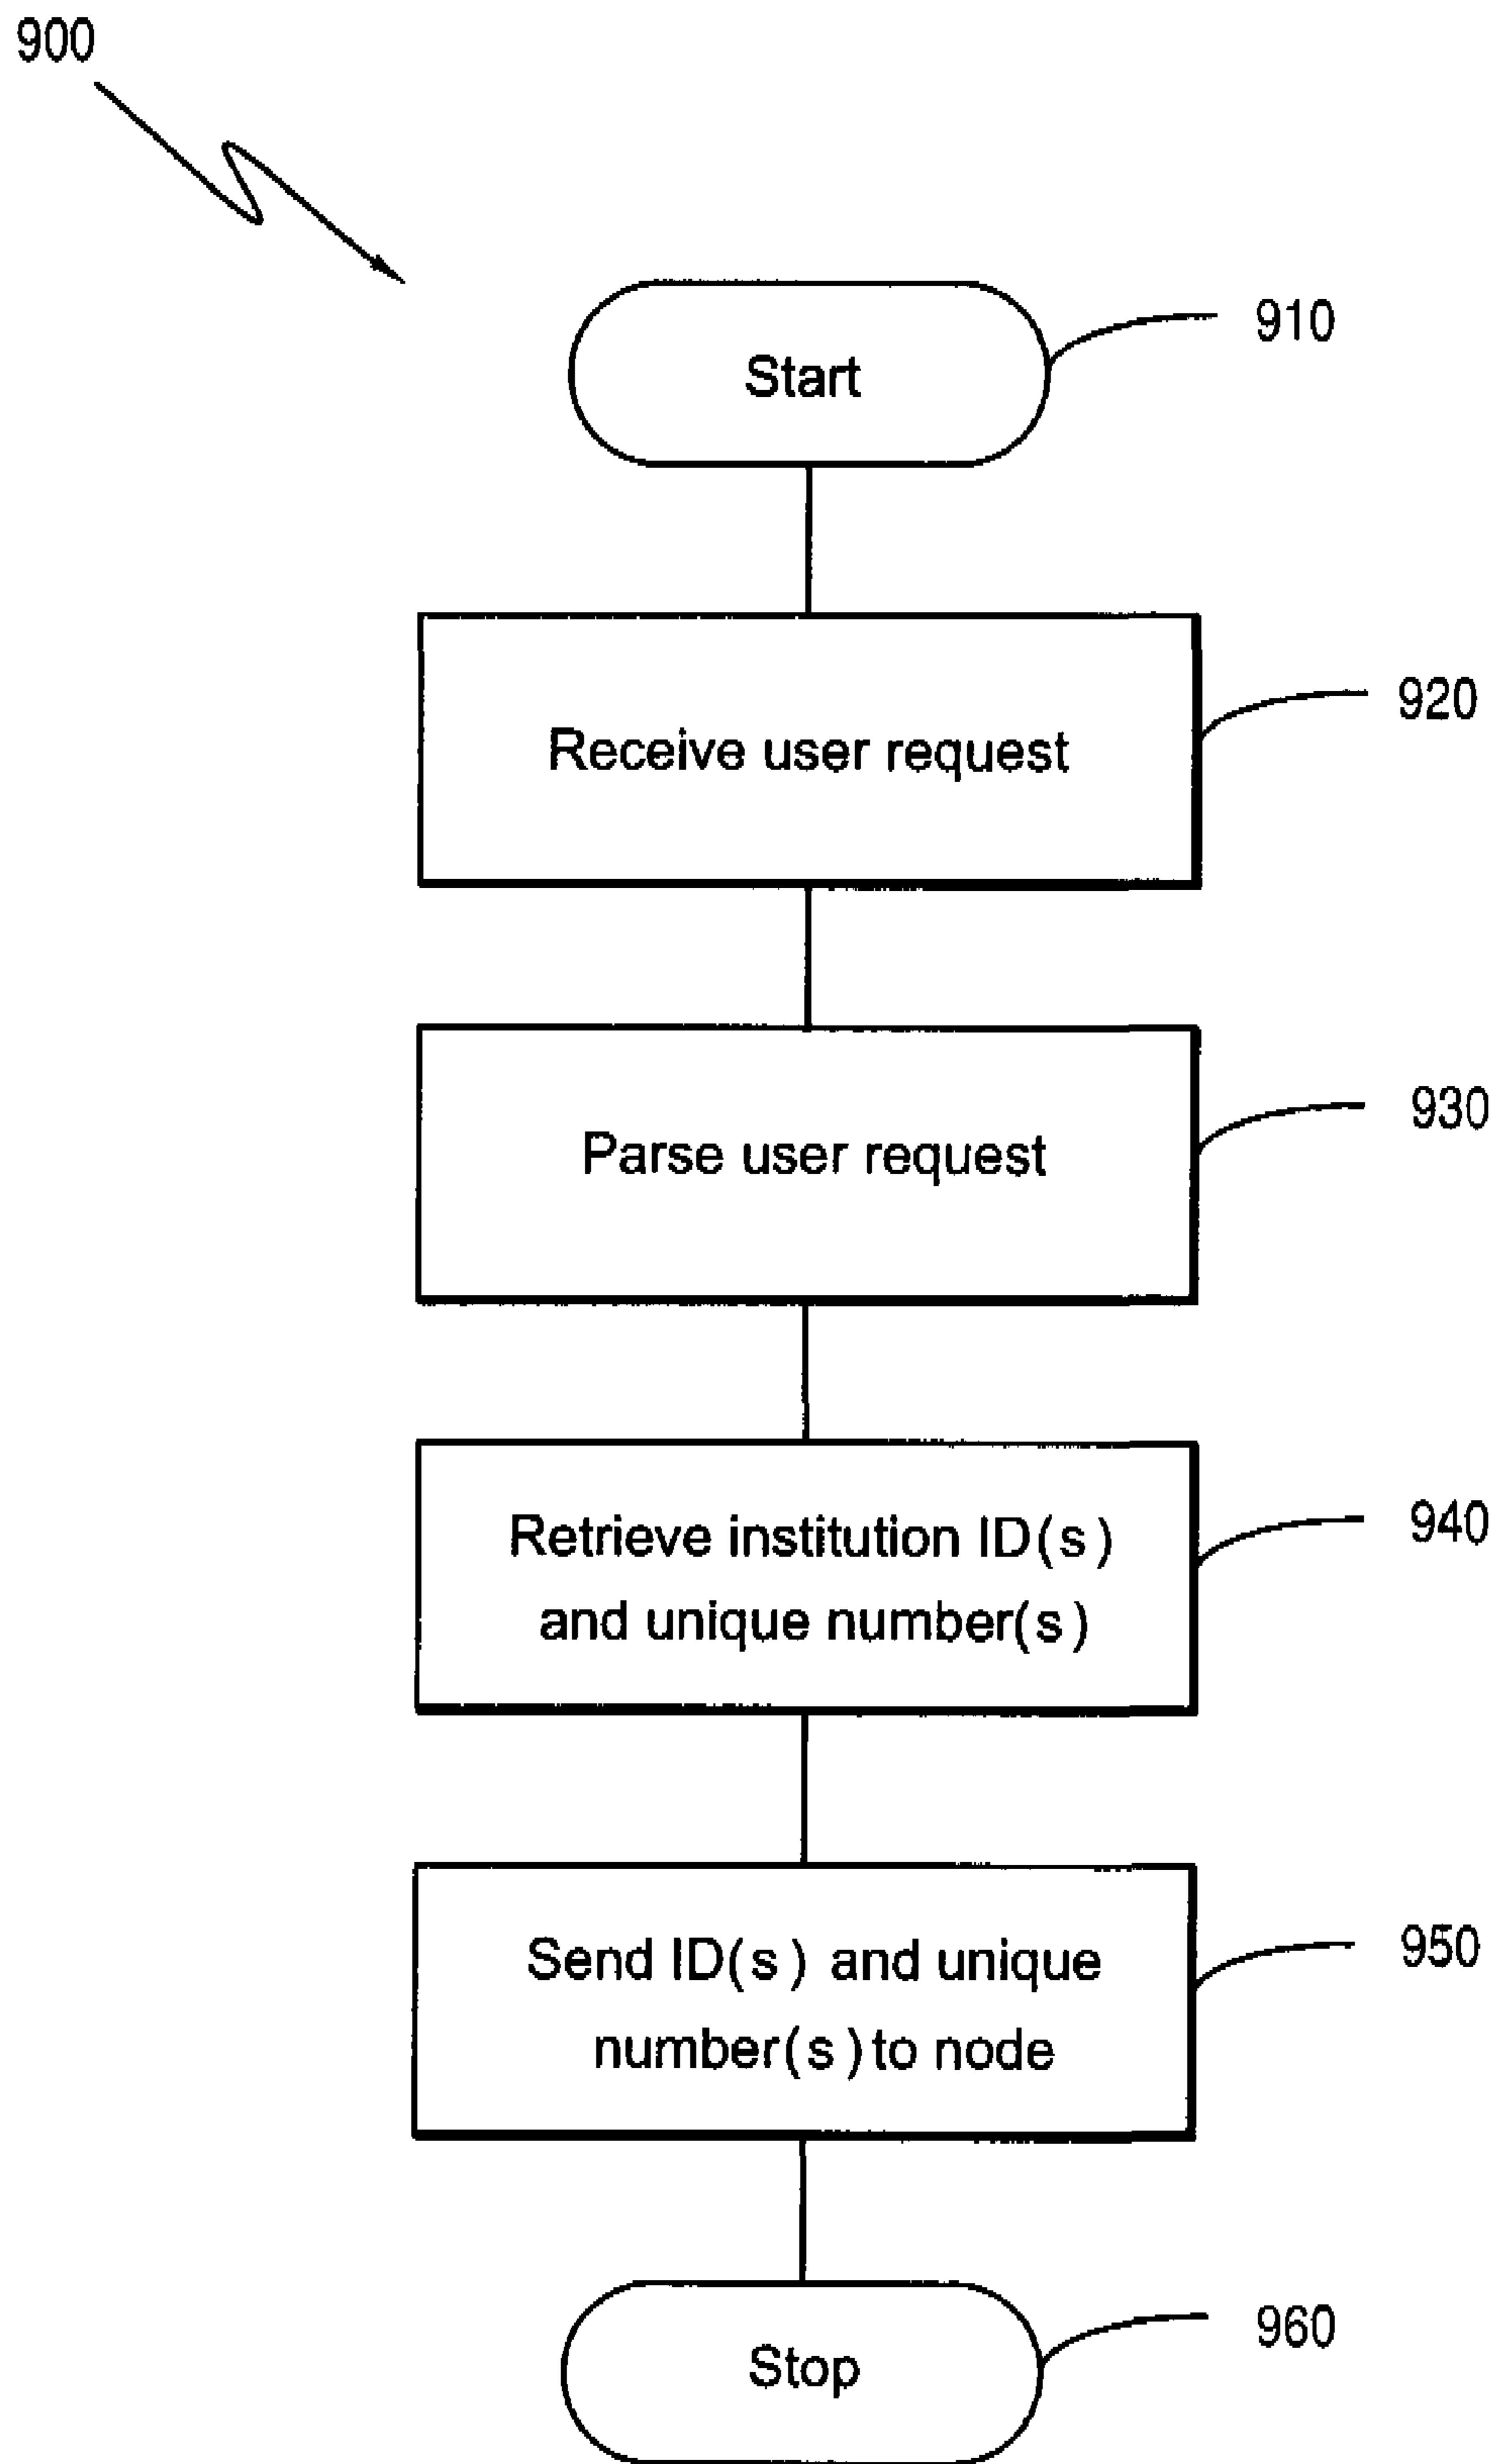 900
910
Start
920
Receive user request
930
Parse user request
940
Retrieve institution ID(s)
and unique number(s)
950
Send ID(s) and unique
number(s) to node
960
Stop